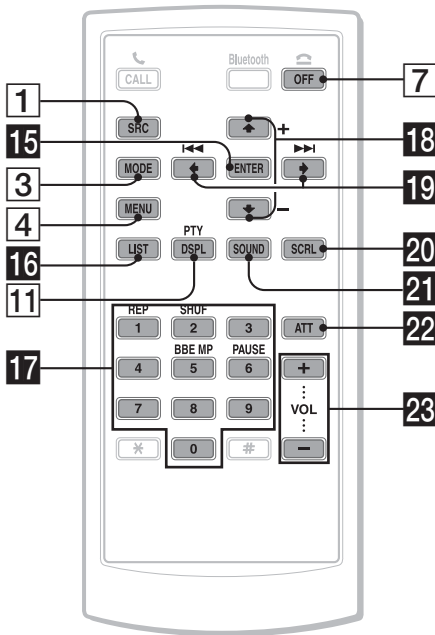 Bluetooth
CALL OFF 7
1 SRC + 18
15
3 MODE ENTER 19
4 MENU −
PTY
16 LIST DSPL SOUND SCRL 20
11 21
REP SHUF
1 2 3 ATT 22
BBE MP PAUSE
17 4 5 6 +
7 8 9 VOL 23
* 0 # −